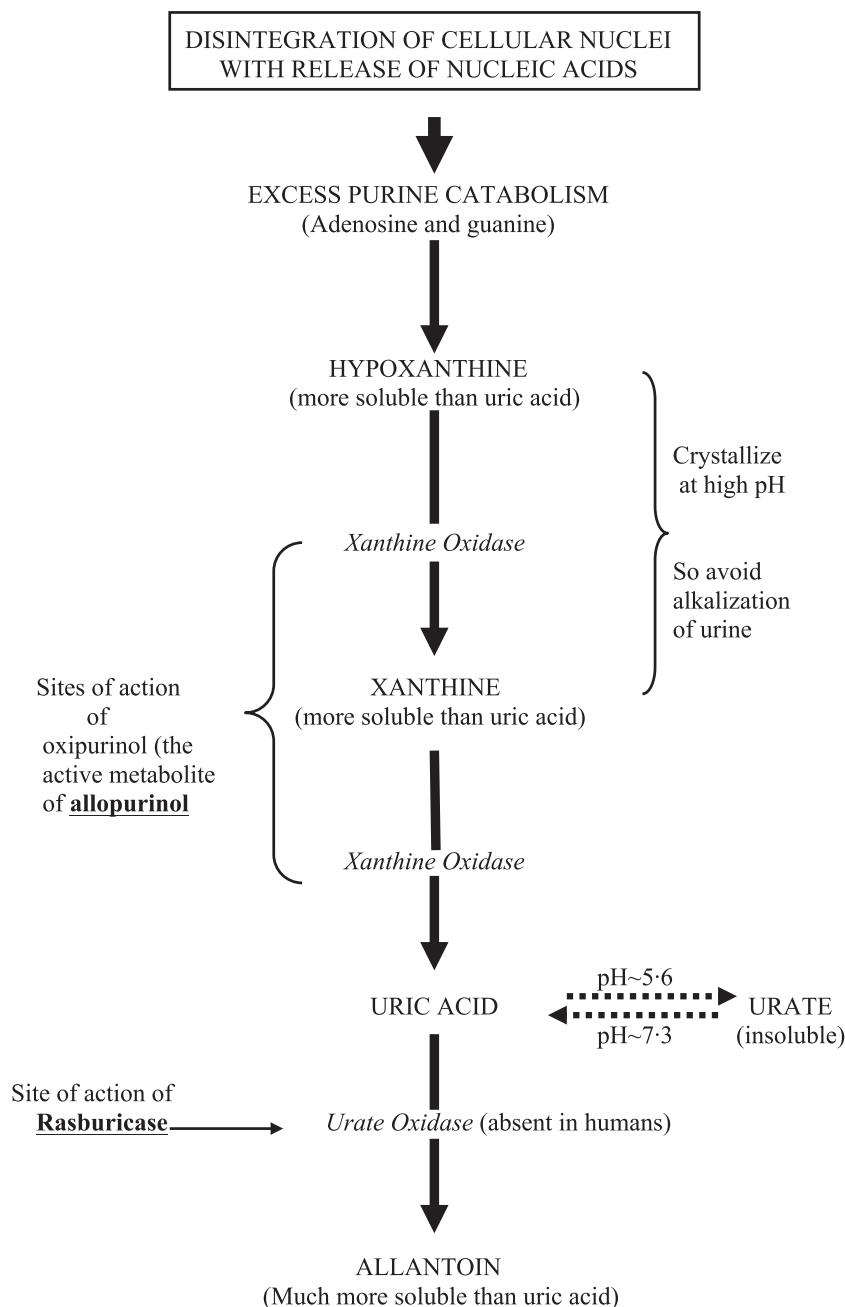 DISINTEGRATION OF CELLULAR NUCLEI
WITH RELEASE OF NUCLEIC ACIDS
EXCESS PURINE CATABOLISM
(Adenosine and guanine)
HYPOXANTHINE
(more soluble than uric acid)
Crystallize
at high pH
So avoid
alkalization
of urine
Xanthine Oxidase
Sites of action
of
oxipurinol (the
active metabolite
of allopurinol
XANTHINE
(more soluble than uric acid)
Xanthine Oxidase
URIC ACID
pH~5·6
pH~7·3
URATE
(insoluble)
Site of action of
Rasburicase
Urate Oxidase (absent in humans)
ALLANTOIN
(Much more soluble than uric acid)